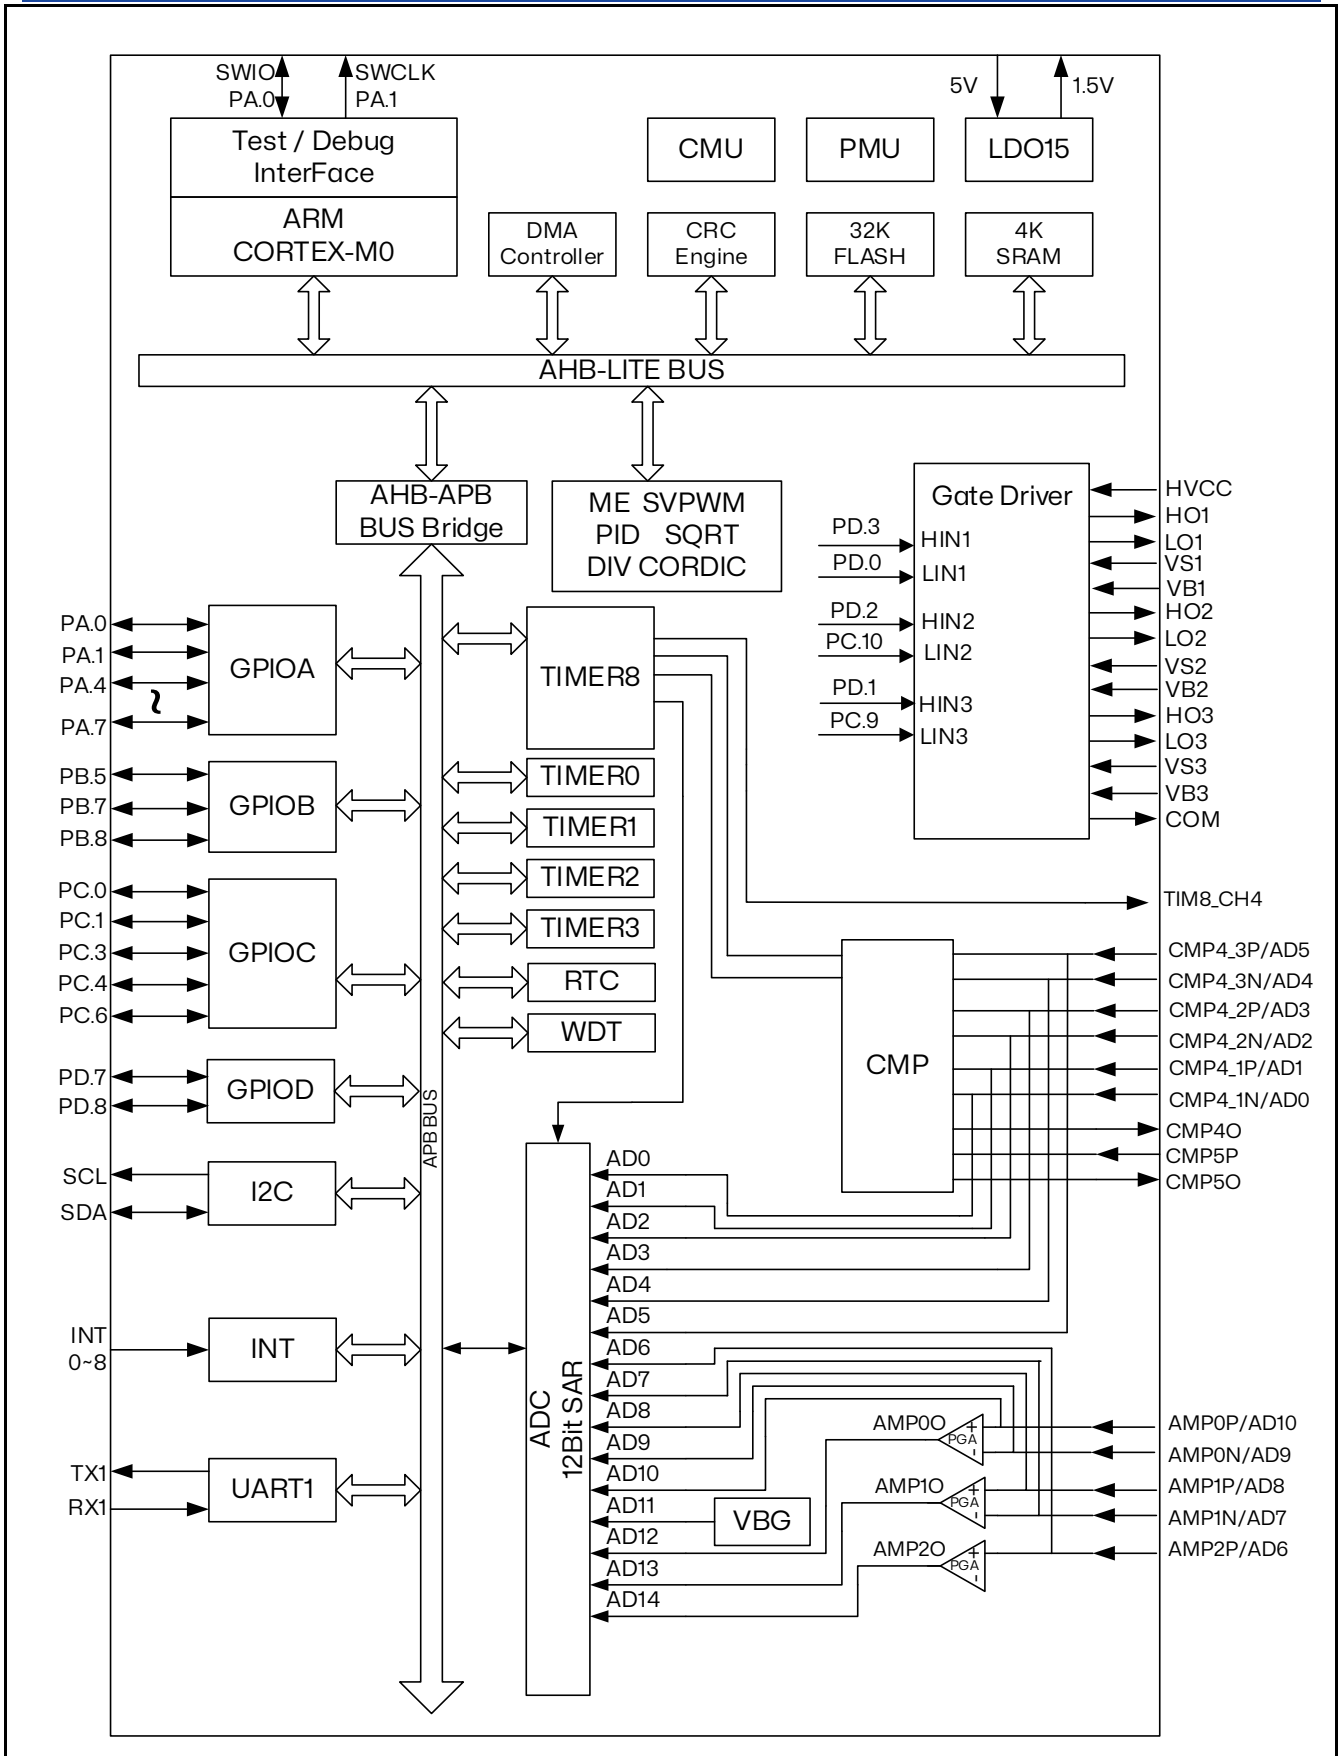 SWIO
PA.0
SWCLK
PA.1
5V
1.5V
Test / Debug
InterFace
ARM
CORTEX-M0
CMU
PMU
LDO15
DMA
Controller
CRC
Engine
32K
FLASH
4K
SRAM
AHB-LITE BUS
AHB-APB
BUS Bridge
ME SVPWM
PID SQRT
DIV CORDIC
Gate Driver
PD.3
HIN1
PD.0
LIN1
PD.2
HIN2
PC.10
LIN2
PD.1
HIN3
PC.9
LIN3
HVCC
HO1
LO1
VS1
VB1
HO2
LO2
VS2
VB2
HO3
LO3
VS3
VB3
COM
PA.0
PA.1
PA.4
~
PA.7
GPIOA
PB.5
PB.7
PB.8
GPIOB
PC.0
PC.1
PC.3
PC.4
PC.6
GPIOC
PD.7
PD.8
GPIOD
SCL
SDA
I2C
INT
0~8
INT
TX1
RX1
UART1
APB BUS
TIMER8
TIMER0
TIMER1
TIMER2
TIMER3
RTC
WDT
TIM8_CH4
CMP
CMP4_3P/AD5
CMP4_3N/AD4
CMP4_2P/AD3
CMP4_2N/AD2
CMP4_1P/AD1
CMP4_1N/AD0
CMP4O
CMP5P
CMP5O
ADC
12Bit SAR
AD0
AD1
AD2
AD3
AD4
AD5
AD6
AD7
AD8
AD9
AD10
AD11
AD12
AD13
AD14
VBG
AMP0O
+
PGA
-
AMP1O
+
PGA
-
AMP2O
+
PGA
-
AMP0P/AD10
AMP0N/AD9
AMP1P/AD8
AMP1N/AD7
AMP2P/AD6